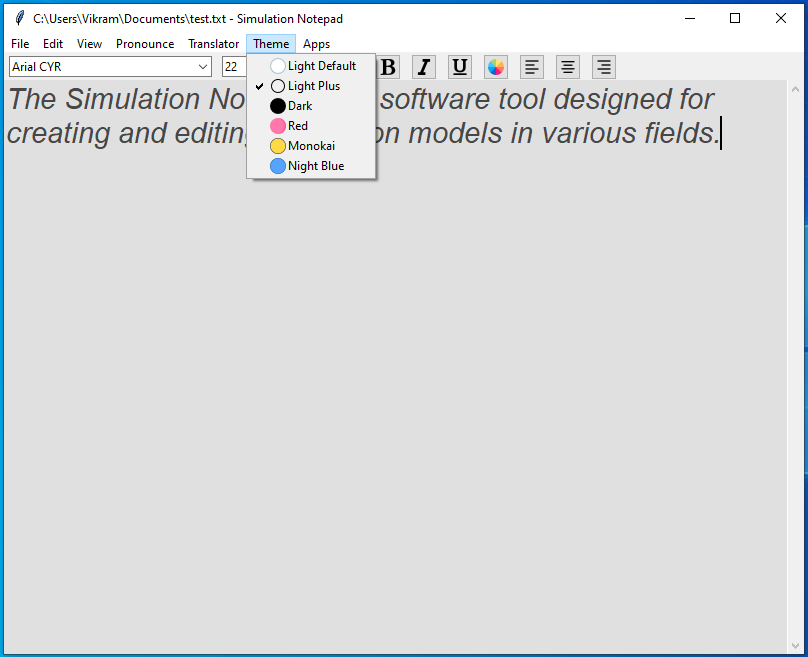 C:\Users\Vikram\Documents\test.txt - Simulation Notepad
File Edit View Pronounce Translator Theme Apps
Arial CYR 22 B I U
Light Default
Light Plus
Dark
Red
Monokai
Night Blue
The Simulation No software tool designed for
creating and editing on models in various fields.